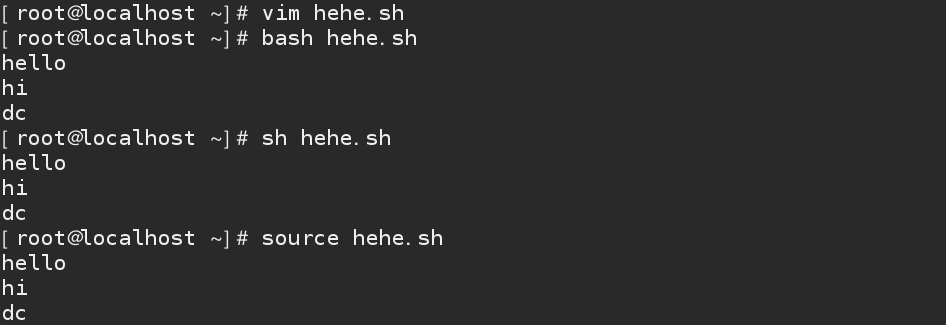 [root@localhost ~]# vim hehe.sh
[root@localhost ~]# bash hehe.sh
hello
hi
dc
[root@localhost ~]# sh hehe.sh
hello
hi
dc
[root@localhost ~]# source hehe.sh
hello
hi
dc